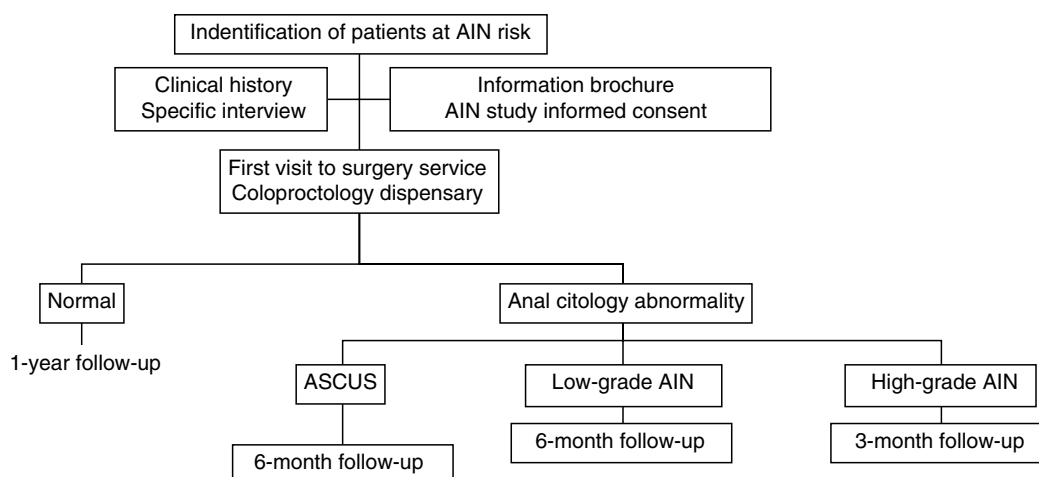 Indentification of patients at AIN risk
Clinical history
Specific interview
Information brochure
AIN study informed consent
First visit to surgery service
Coloproctology dispensary
Normal
1-year follow-up
Anal citology abnormality
ASCUS
6-month follow-up
Low-grade AIN
6-month follow-up
High-grade AIN
3-month follow-up